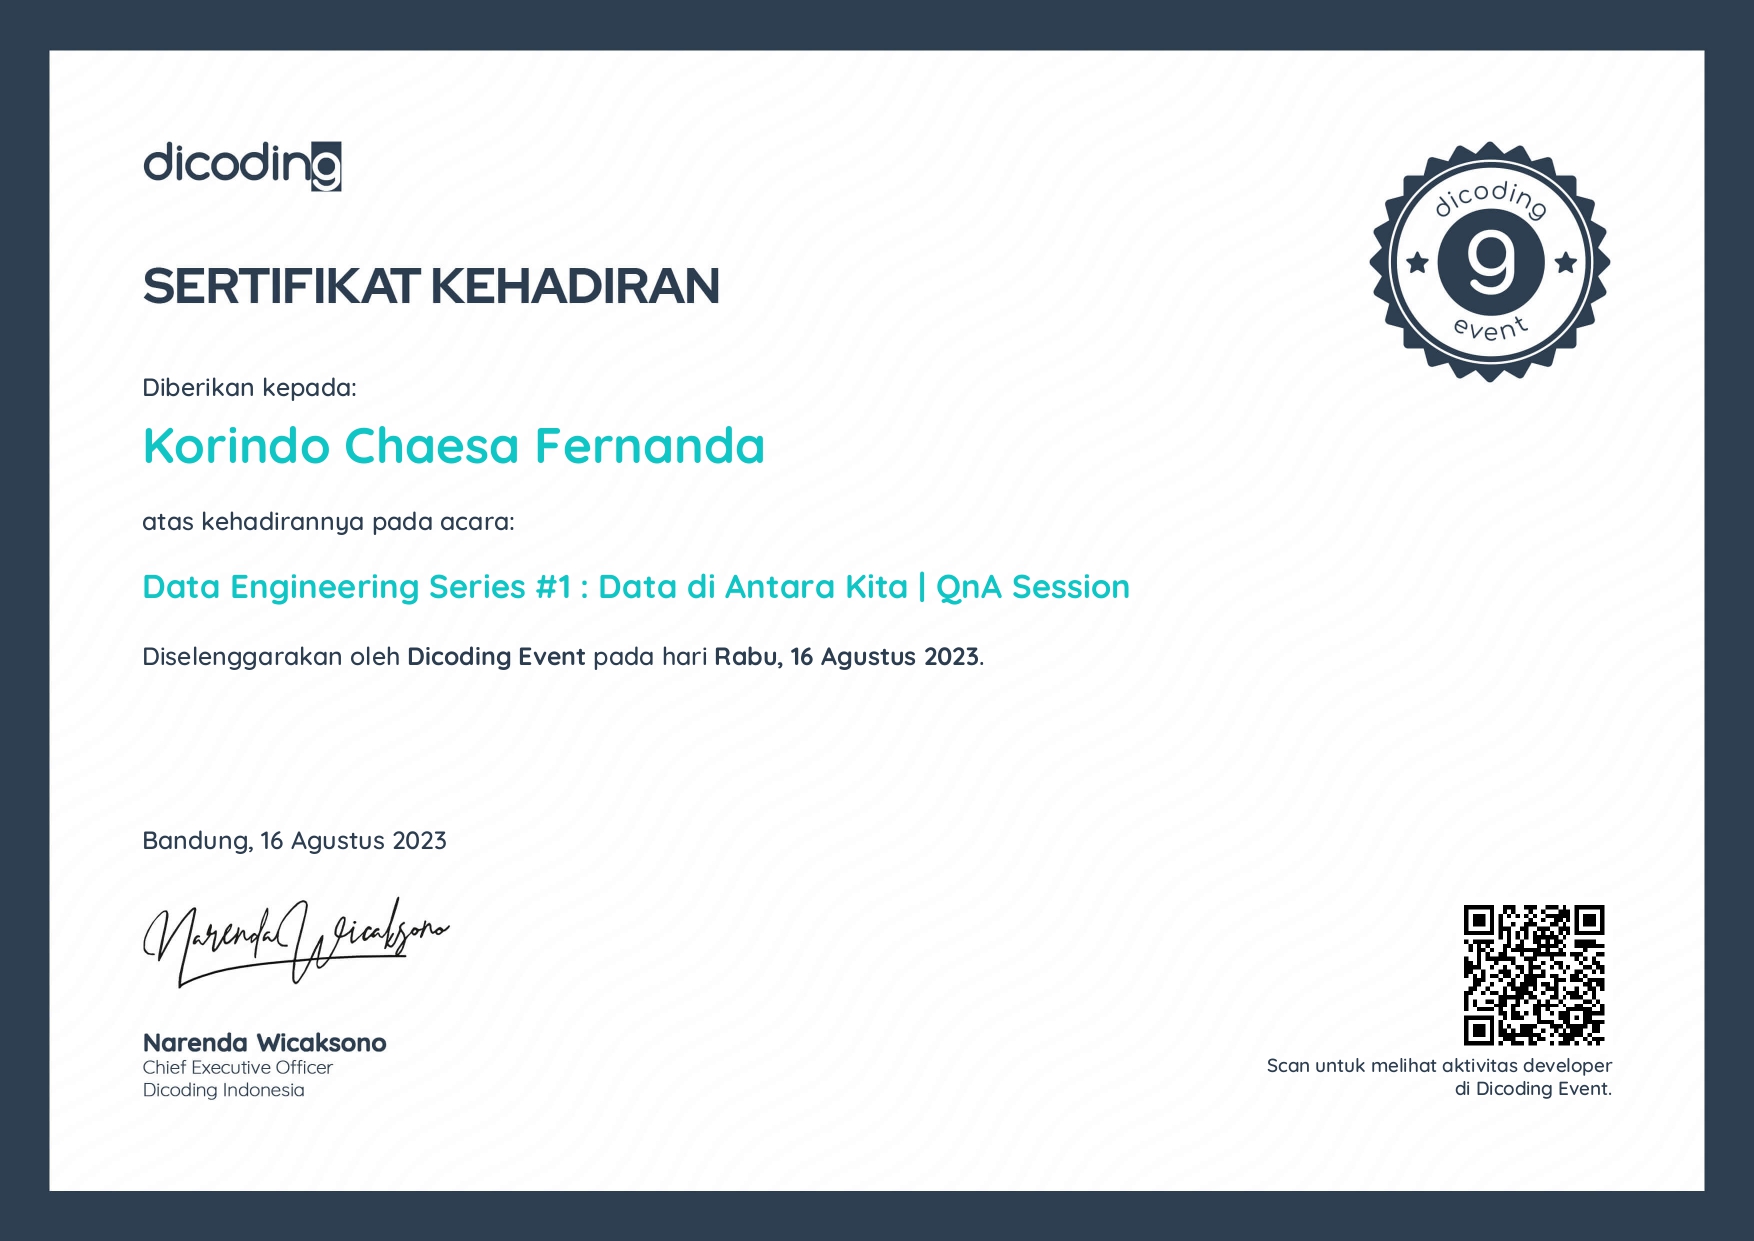 dicoding
SERTIFIKAT KEHADIRAN
dicoding
g
event
Diberikan kepada:
Korindo Chaesa Fernanda
atas kehadirannya pada acara:
Data Engineering Series #1 : Data di Antara Kita | QnA Session
Diselenggarakan oleh Dicoding Event pada hari Rabu, 16 Agustus 2023.
Bandung, 16 Agustus 2023
Narenda Wicaksono
Narenda Wicaksono
Chief Executive Officer
Dicoding Indonesia
Scan untuk melihat aktivitas developer
di Dicoding Event.